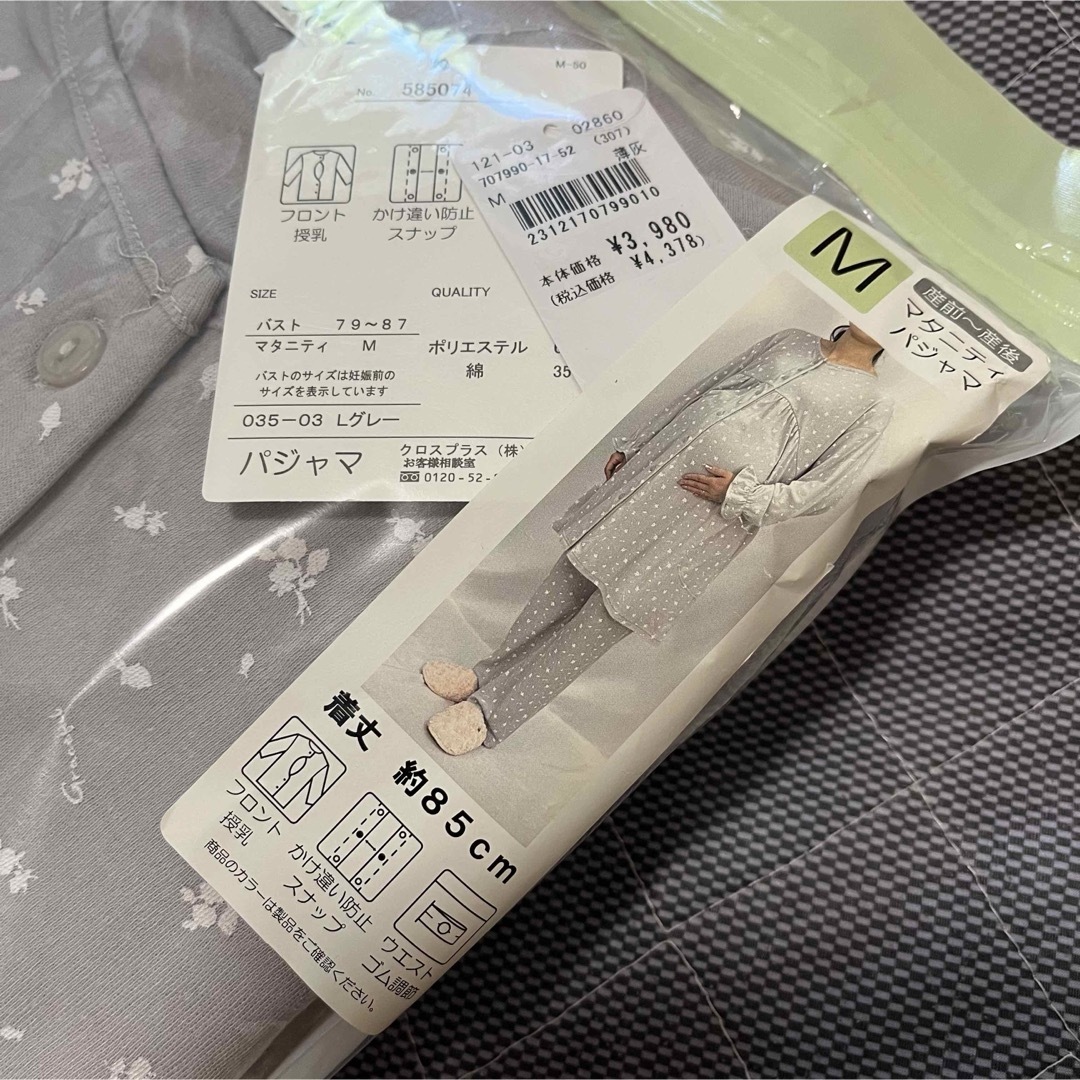 M-50
No. 585074
フロント
授乳
かけ違い防止
スナップ
SIZE
QUALITY
バスト 79～87
マタニティ M
バストのサイズは妊娠前の
サイズを表示しています
ポリエステル
綿 35
035-03 Lグレー
パジャマ
クロスプラス(株)
お客様相談室
0120-52-
121-03 02860
707990-17-52 (307)
M 薄灰
2312170799010
本体価格 ¥3,980
(税込価格 ¥4,378)
M
産前～産後
マタニティ
パジャマ
着丈 約85cm
フロント
授乳
かけ違い防止
スナップ
ウエスト
ゴム調節
商品のカラーは製品をご確認ください。